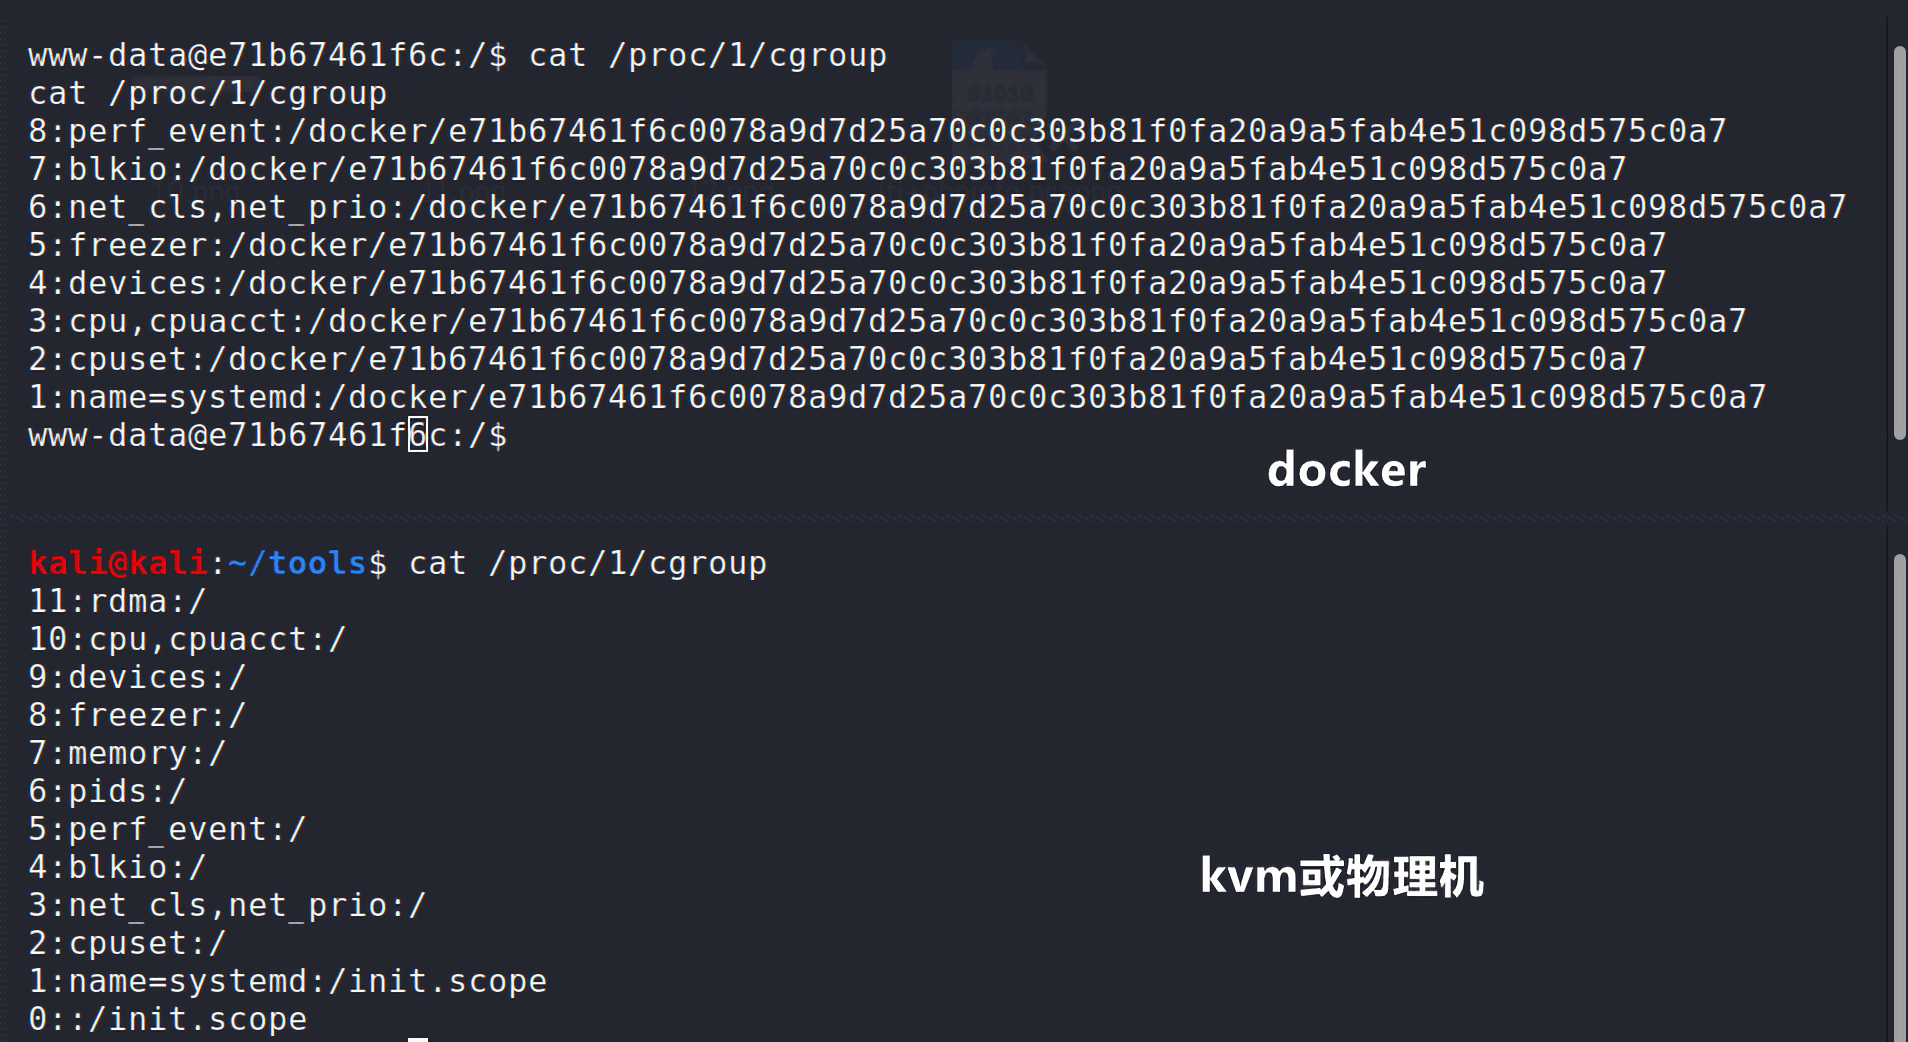 www-data@e71b67461f6c:/$ cat /proc/1/cgroup
cat /proc/1/cgroup
8:perf_event:/docker/e71b67461f6c0078a9d7d25a70c0c303b81f0fa20a9a5fab4e51c098d575c0a7
7:blkio:/docker/e71b67461f6c0078a9d7d25a70c0c303b81f0fa20a9a5fab4e51c098d575c0a7
6:net_cls,net_prio:/docker/e71b67461f6c0078a9d7d25a70c0c303b81f0fa20a9a5fab4e51c098d575c0a7
5:freezer:/docker/e71b67461f6c0078a9d7d25a70c0c303b81f0fa20a9a5fab4e51c098d575c0a7
4:devices:/docker/e71b67461f6c0078a9d7d25a70c0c303b81f0fa20a9a5fab4e51c098d575c0a7
3:cpu,cpuacct:/docker/e71b67461f6c0078a9d7d25a70c0c303b81f0fa20a9a5fab4e51c098d575c0a7
2:cpuset:/docker/e71b67461f6c0078a9d7d25a70c0c303b81f0fa20a9a5fab4e51c098d575c0a7
1:name=systemd:/docker/e71b67461f6c0078a9d7d25a70c0c303b81f0fa20a9a5fab4e51c098d575c0a7
www-data@e71b67461f6c:/$
docker
kali@kali:~/tools$ cat /proc/1/cgroup
11:rdma:/
10:cpu,cpuacct:/
9:devices:/
8:freezer:/
7:memory:/
6:pids:/
5:perf_event:/
4:blkio:/
kvm或物理机
3:net_cls,net_prio:/
2:cpuset:/
1:name=systemd:/init.scope
0::/init.scope